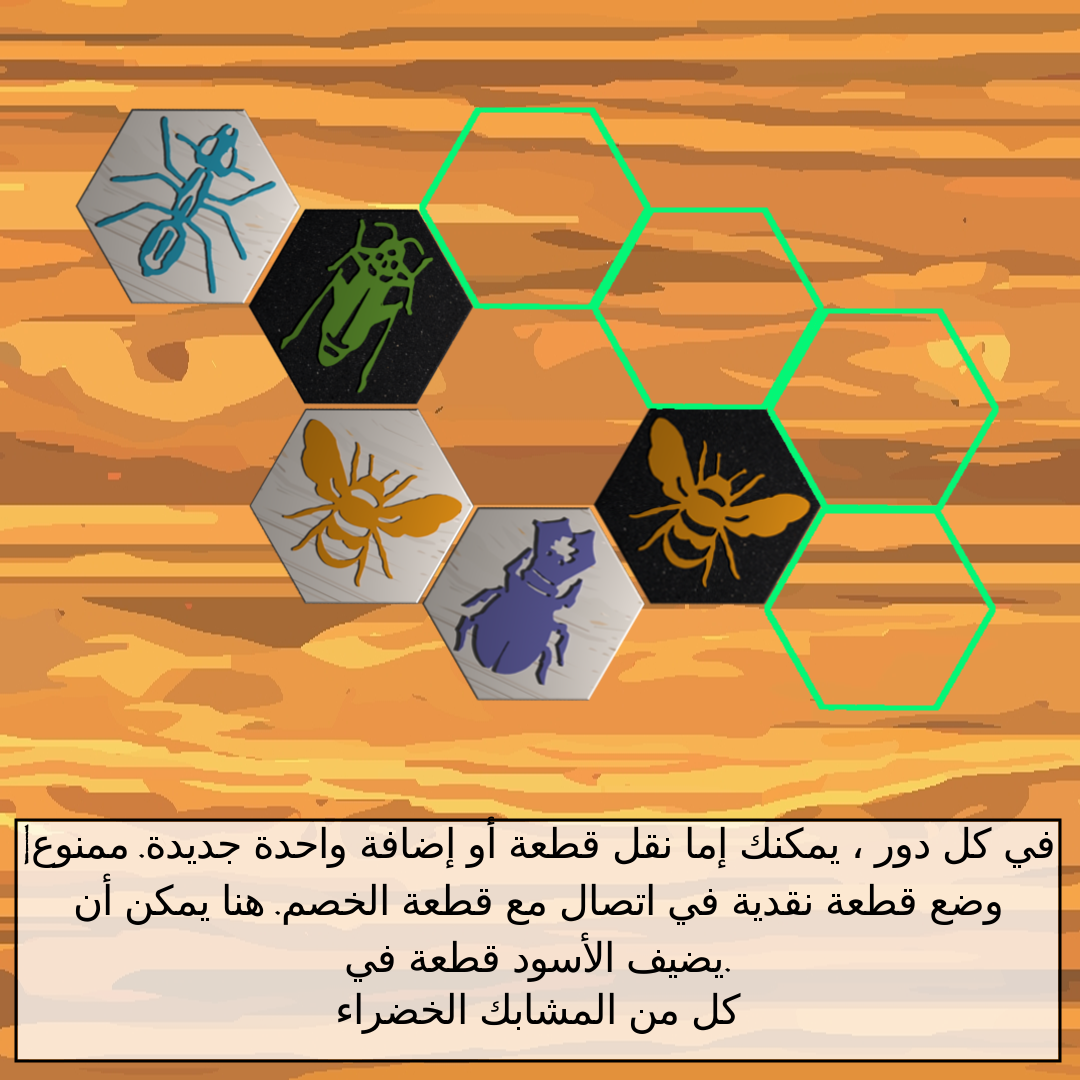 في كل دور ، يمكنك إما نقل قطعة أو إضافة واحدة جديدة. ممنوع|أ
وضع قطعة نقدية في اتصال مع قطعة الخصم. هنا يمكن أن
يضيف الأسود قطعة في.
كل من المشابك الخضراء